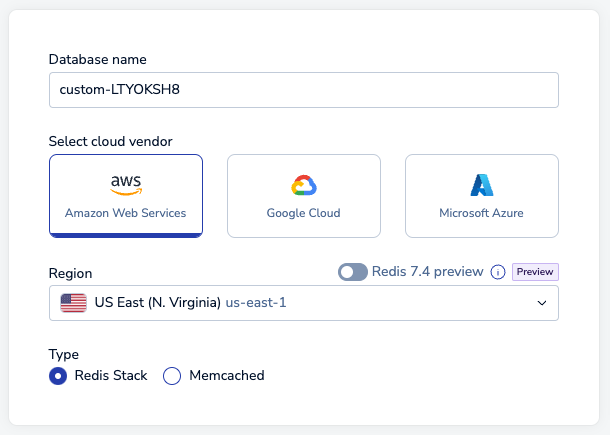 Database name
custom-LTYOKSH8
Select cloud vendor
aws
Amazon Web Services
Google Cloud
Microsoft Azure
Region
Redis 7.4 preview
i
Preview
US East (N. Virginia) us-east-1
Type
Redis Stack
Memcached